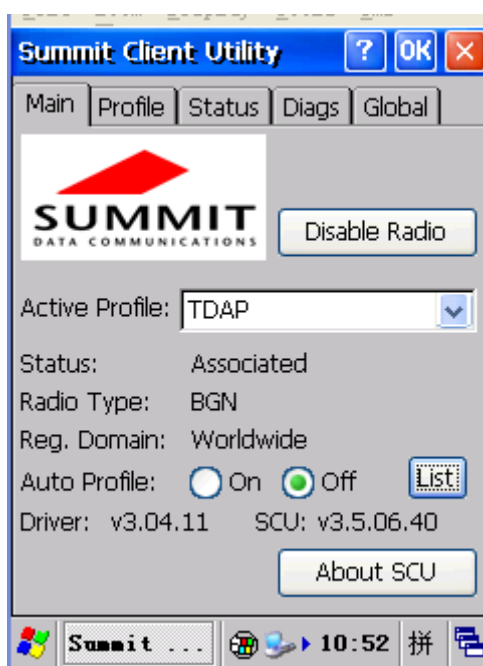 Summit Client Utility ? OK
Main Profile Status Diags Global
SUMMIT
DATA COMMUNICATIONS
Disable Radio
Active Profile: TDAP
Status: Associated
Radio Type: BGN
Reg. Domain: Worldwide
Auto Profile: On Off List
Driver: v3.04.11 SCU: v3.5.06.40
About SCU
Summit ... 10:52 拼